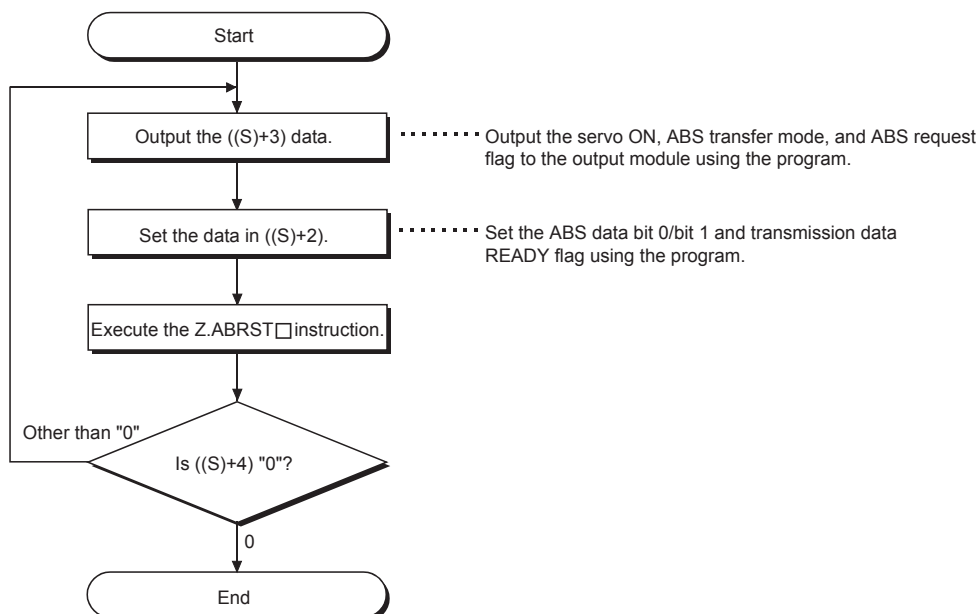 Start
Output the ((S)+3) data.
Output the servo ON, ABS transfer mode, and ABS request
flag to the output module using the program.
Set the data in ((S)+2).
Set the ABS data bit 0/bit 1 and transmission data
READY flag using the program.
Execute the Z.ABRST□ instruction.
Other than "0"
Is ((S)+4) "0"?
0
End